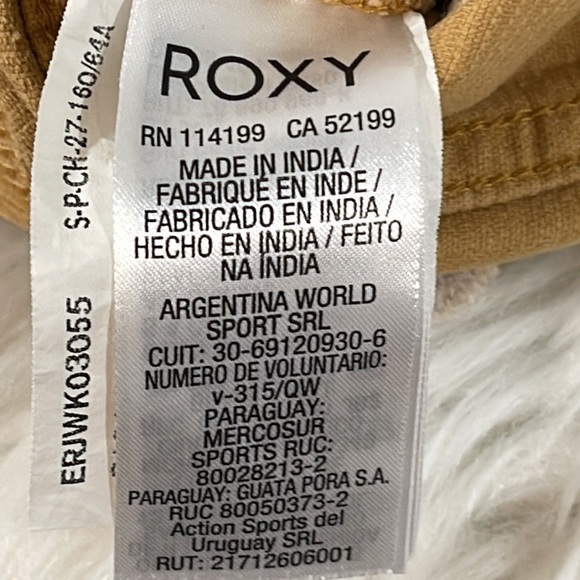 ROXY
RN 114199 CA 52199
MADE IN INDIA /
FABRIQUÉ EN INDE /
FABRICADO EN INDIA /
HECHO EN INDIA / FEITO
NA ÍNDIA
ARGENTINA WORLD
SPORT SRL
CUIT: 30-69120930-6
NUMERO DE VOLUNTARIO:
v-315/QW
PARAGUAY:
MERCOSUR
SPORTS RUC:
80028213-2
PARAGUAY: GUATA PORA S.A.
RUC 80050373-2
Action Sports del
Uruguay SRL
RUT: 21712606001
ERJWK03055 S-P-CH-27-160/64A